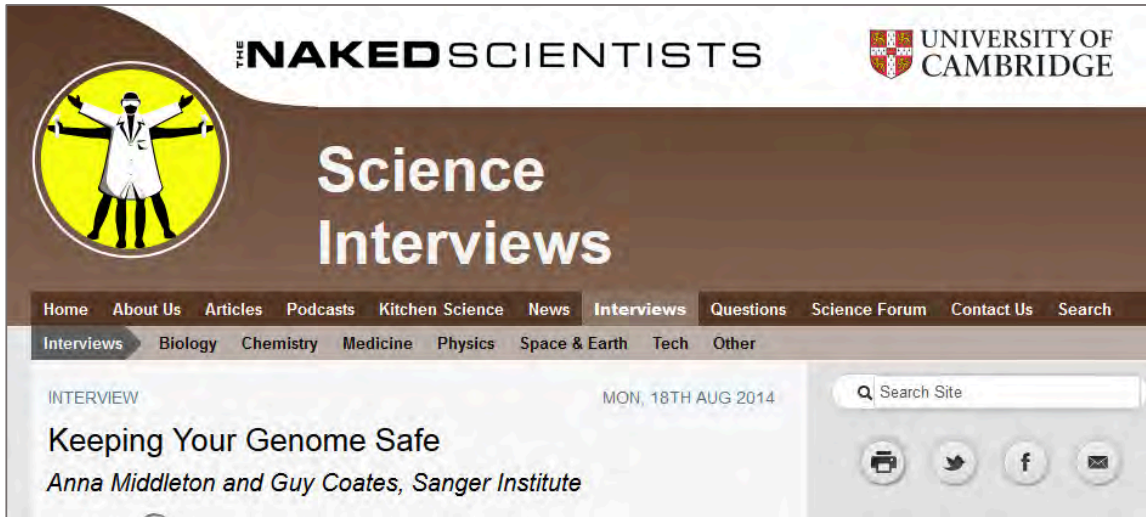 THE NAKEDSCIENTISTS
UNIVERSITY OF
CAMBRIDGE
Science
Interviews
Home About Us Articles Podcasts Kitchen Science News Interviews Questions Science Forum Contact Us Search
Interviews Biology Chemistry Medicine Physics Space & Earth Tech Other
INTERVIEW MON, 18TH AUG 2014
Search Site
Keeping Your Genome Safe
Anna Middleton and Guy Coates, Sanger Institute
f